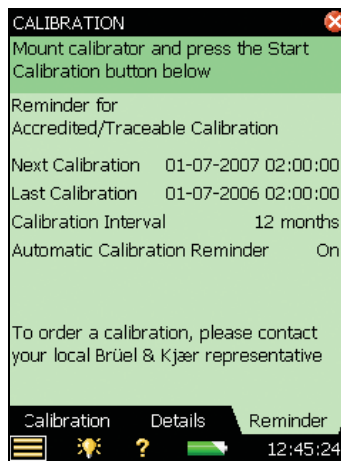 CALIBRATION
Mount calibrator and press the Start
Calibration button below
Reminder for
Accredited/Traceable Calibration
Next Calibration 01-07-2007 02:00:00
Last Calibration 01-07-2006 02:00:00
Calibration Interval 12 months
Automatic Calibration Reminder On
To order a calibration, please contact
your local Brüel & Kjær representative
Calibration Details Reminder
? 12:45:24